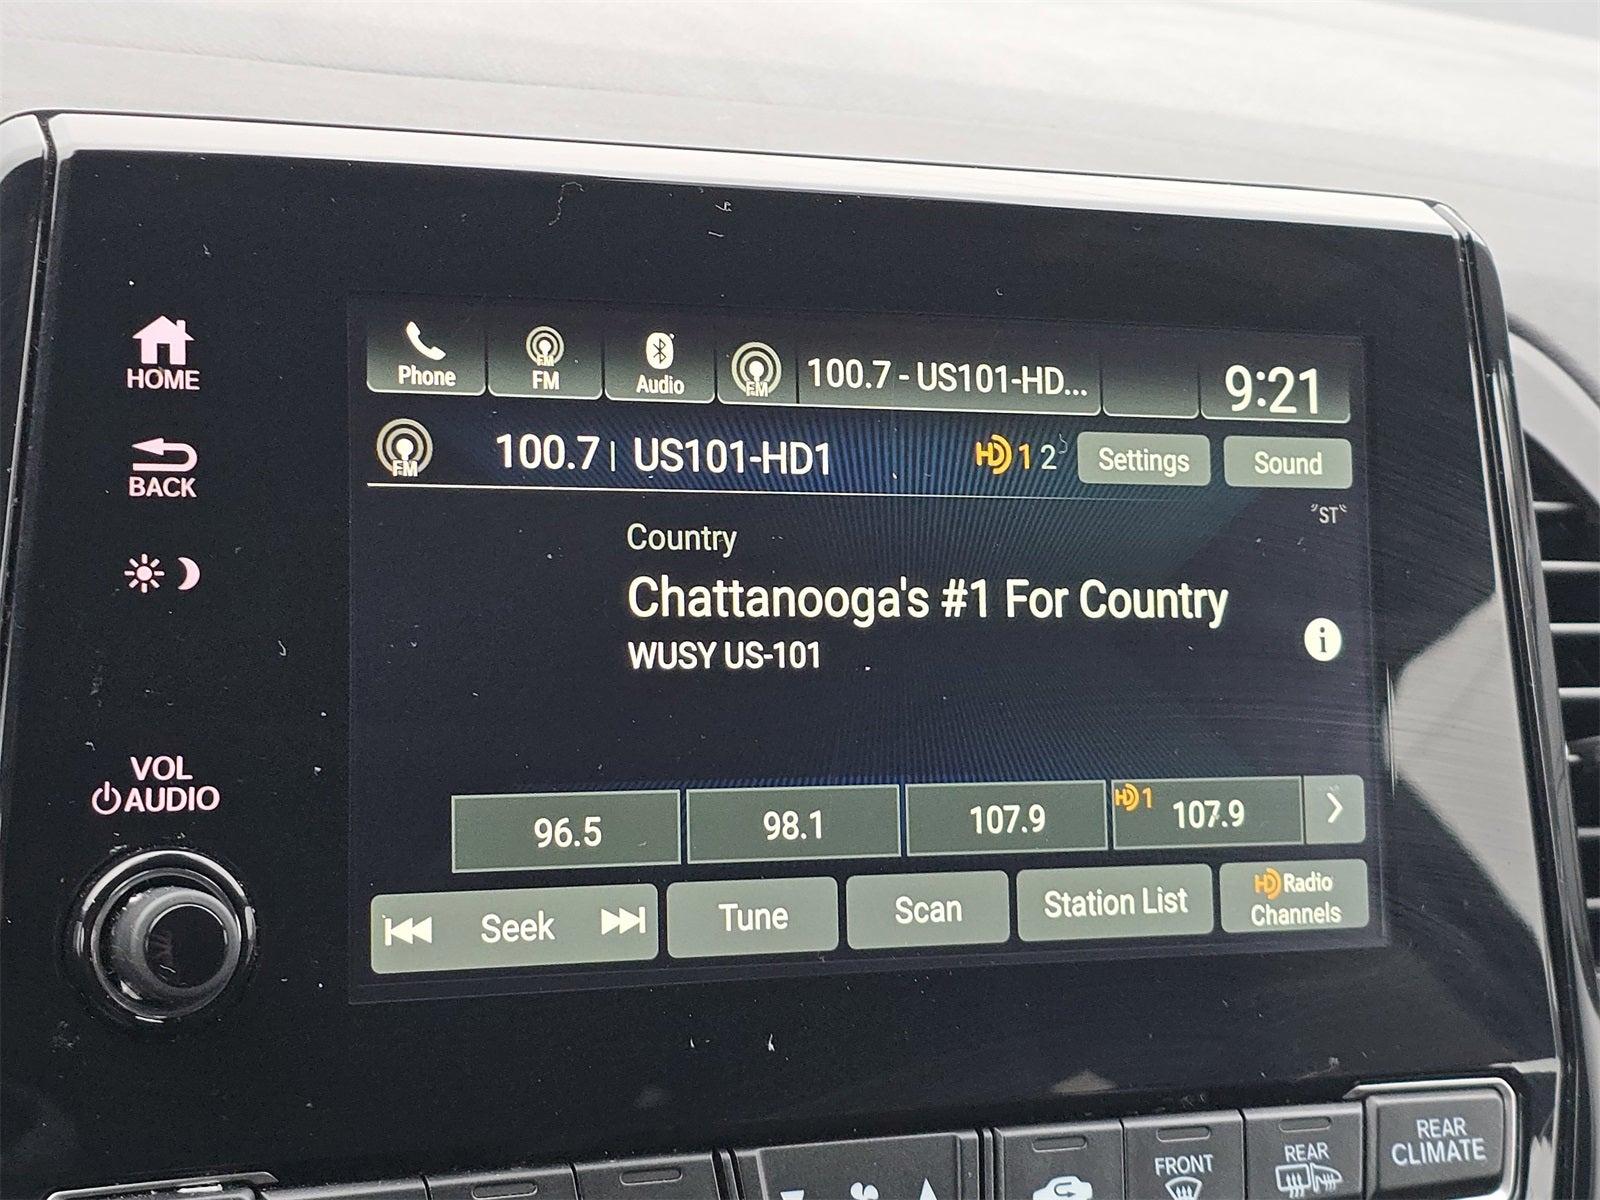 HOME
BACK
VOL
AUDIO
Phone
FM
FM
Audio
FM
100.7 - US101-HD...
9:21
FM
100.7 | US101-HD1
HD 1 2
Settings
Sound
"ST"
Country
Chattanooga's #1 For Country
WUSY US-101
i
96.5
98.1
107.9
HD 1
107.9
Seek
Tune
Scan
Station List
HD Radio
Channels
FRONT
REAR
REAR
CLIMATE